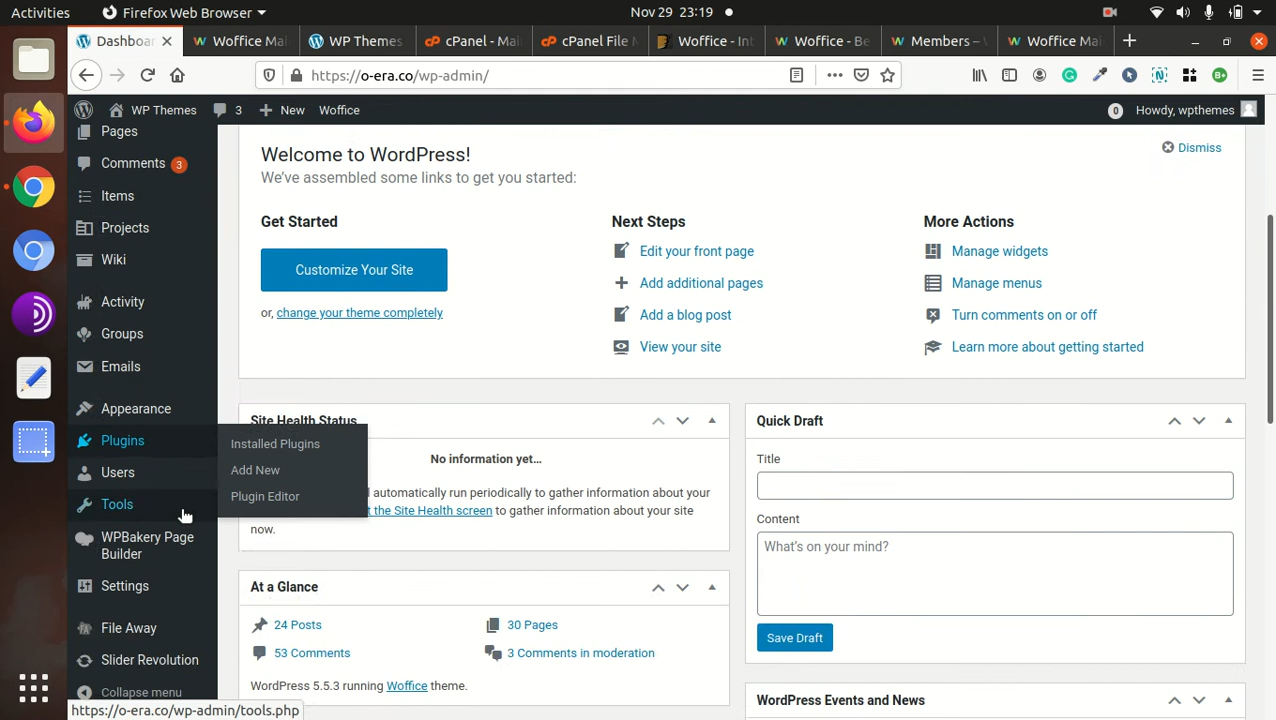 Activities
Firefox Web Browser
Nov 29 23:19
Dashboa
Woffice Mai
WP Themes
cPanel - Mai
cPanel File M
Woffice - Int
Woffice - Be
Members –
Woffice Mai
https://o-era.co/wp-admin/
WP Themes
3
New
Woffice
0
Howdy, wpthemes
Pages
Comments 3
Items
Projects
Wiki
Activity
Groups
Emails
Appearance
Plugins
Users
Tools
WPBakery Page
Builder
Settings
File Away
Slider Revolution
Collapse menu
Installed Plugins
Add New
Plugin Editor
Welcome to WordPress!
Dismiss
We've assembled some links to get you started:
Get Started
Customize Your Site
or, change your theme completely
Next Steps
Edit your front page
Add additional pages
Add a blog post
View your site
More Actions
Manage widgets
Manage menus
Turn comments on or off
Learn more about getting started
Site Health Status
No information yet...
automatically run periodically to gather information about your
t the Site Health screen to gather information about your site
now.
At a Glance
24 Posts
30 Pages
53 Comments
3 Comments in moderation
WordPress 5.5.3 running Woffice theme.
Quick Draft
Title
Content
What's on your mind?
Save Draft
WordPress Events and News
https://o-era.co/wp-admin/tools.php